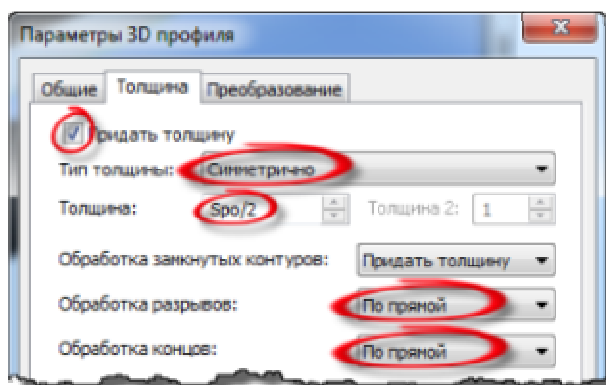 Параметры 3D профиля
Общие Толщина Преобразование
Придать толщину
Тип толщины: Симметрично
Толщина: Spo/2 Толщина 2: 1
Обработка замкнутых контуров: Придать толщину
Обработка разрывов: По прямой
Обработка концов: По прямой